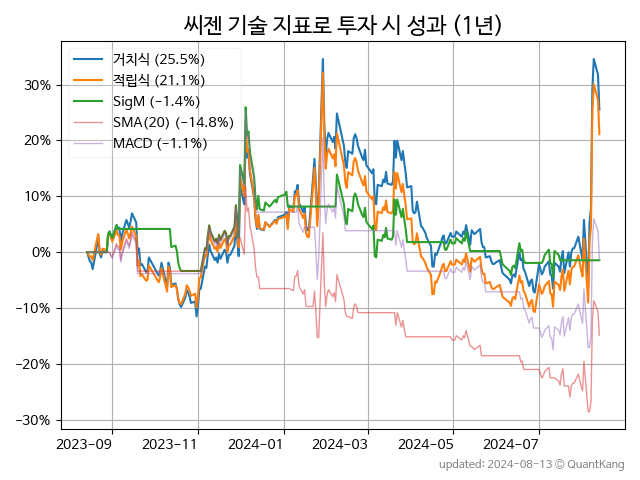 씨젠 기술 지표로 투자 시 성과 (1년)
거치식 (25.5%)
적립식 (21.1%)
SigM (−1.4%)
SMA(20) (−14.8%)
MACD (−1.1%)
30%
20%
10%
0%
−10%
−20%
−30%
2023-09 2023-11 2024-01 2024-03 2024-05 2024-07
updated: 2024-08-13 © QuantKang